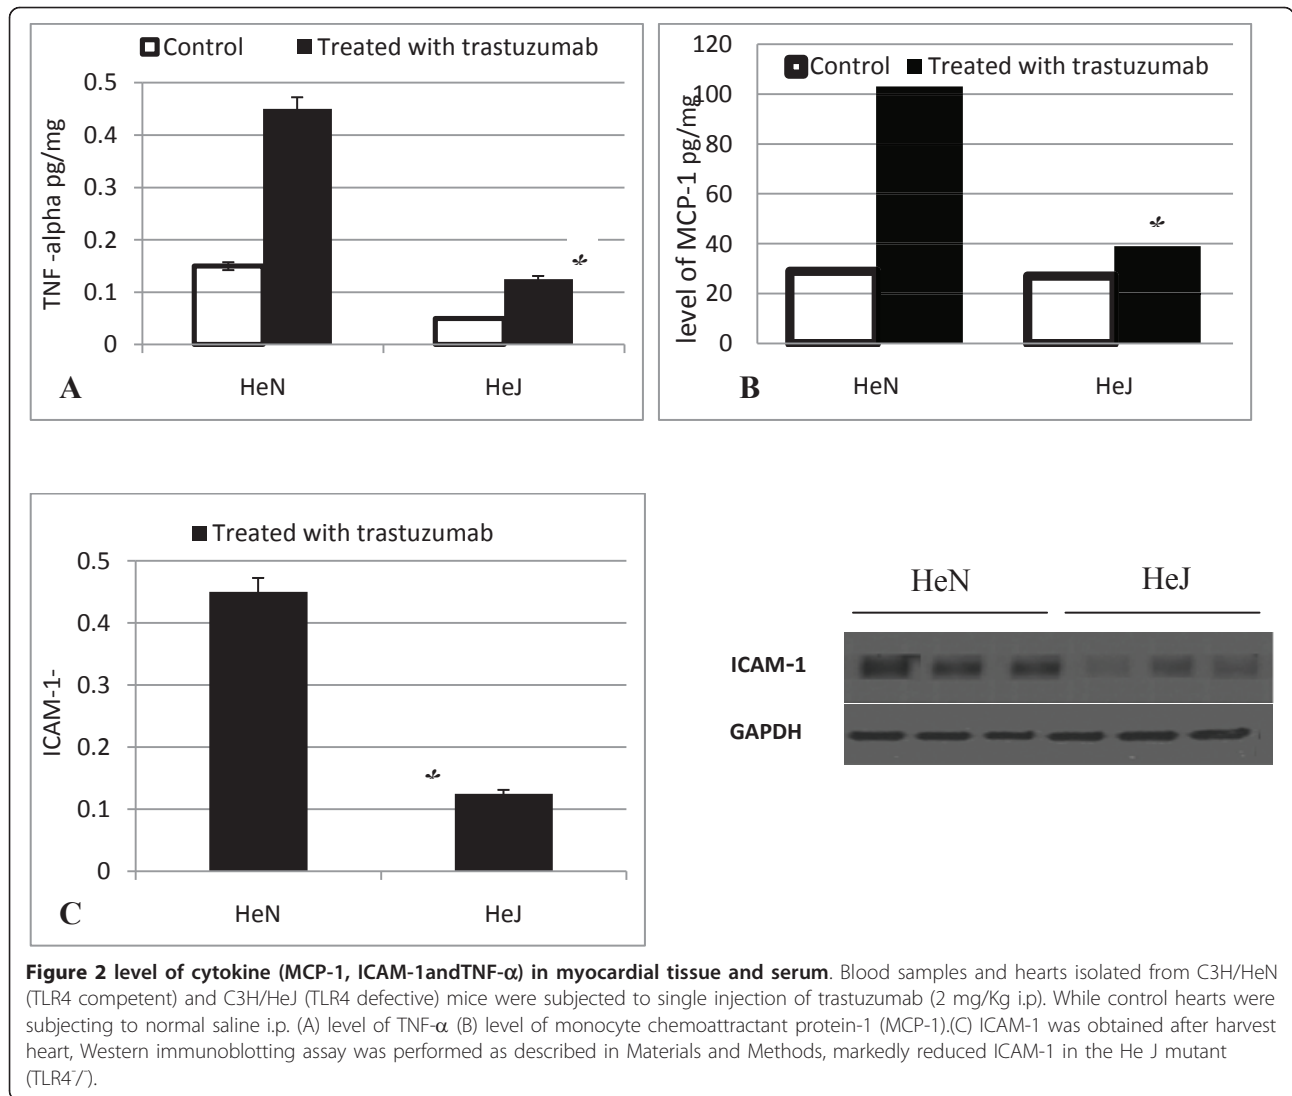 Control Treated with trastuzumab
0.5
0.4
0.3
0.2
0.1
0
TNF -alpha pg/mg
*
HeN HeJ
A
120
100
80
60
40
20
0
Control Treated with trastuzumab
level of MCP-1 pg/mg
*
HeN HeJ
B
Treated with trastuzumab
0.5
0.4
0.3
0.2
0.1
0
ICAM-1-
*
HeN HeJ
C
HeN HeJ
ICAM-1
GAPDH
Figure 2 level of cytokine (MCP-1, ICAM-1andTNF-α) in myocardial tissue and serum. Blood samples and hearts isolated from C3H/HeN
(TLR4 competent) and C3H/HeJ (TLR4 defective) mice were subjected to single injection of trastuzumab (2 mg/Kg i.p). While control hearts were
subjecting to normal saline i.p. (A) level of TNF-α (B) level of monocyte chemoattractant protein-1 (MCP-1).(C) ICAM-1 was obtained after harvest
heart, Western immunoblotting assay was performed as described in Materials and Methods, markedly reduced ICAM-1 in the He J mutant
(TLR4⁻/⁻).